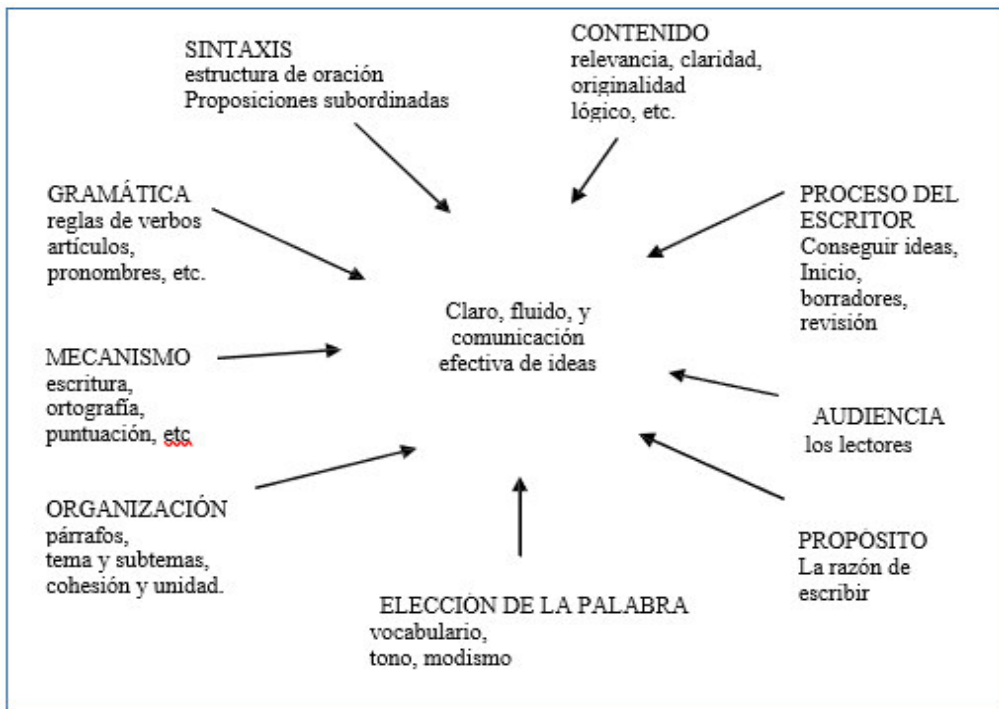 SINTAXIS
estructura de oración
Proposiciones subordinadas
CONTENIDO
relevancia, claridad,
originalidad
lógico, etc.
GRAMÁTICA
reglas de verbos
artículos,
pronombres, etc.
PROCESO DEL
ESCRITOR
Conseguir ideas,
Inicio,
borradores,
revisión
Claro, fluido, y
comunicación
efectiva de ideas
MECANISMO
escritura,
ortografía,
puntuación, etc
AUDIENCIA
los lectores
ORGANIZACIÓN
párrafos,
tema y subtemas,
cohesión y unidad.
PROPÓSITO
La razón de
escribir
ELECCIÓN DE LA PALABRA
vocabulario,
tono, modismo